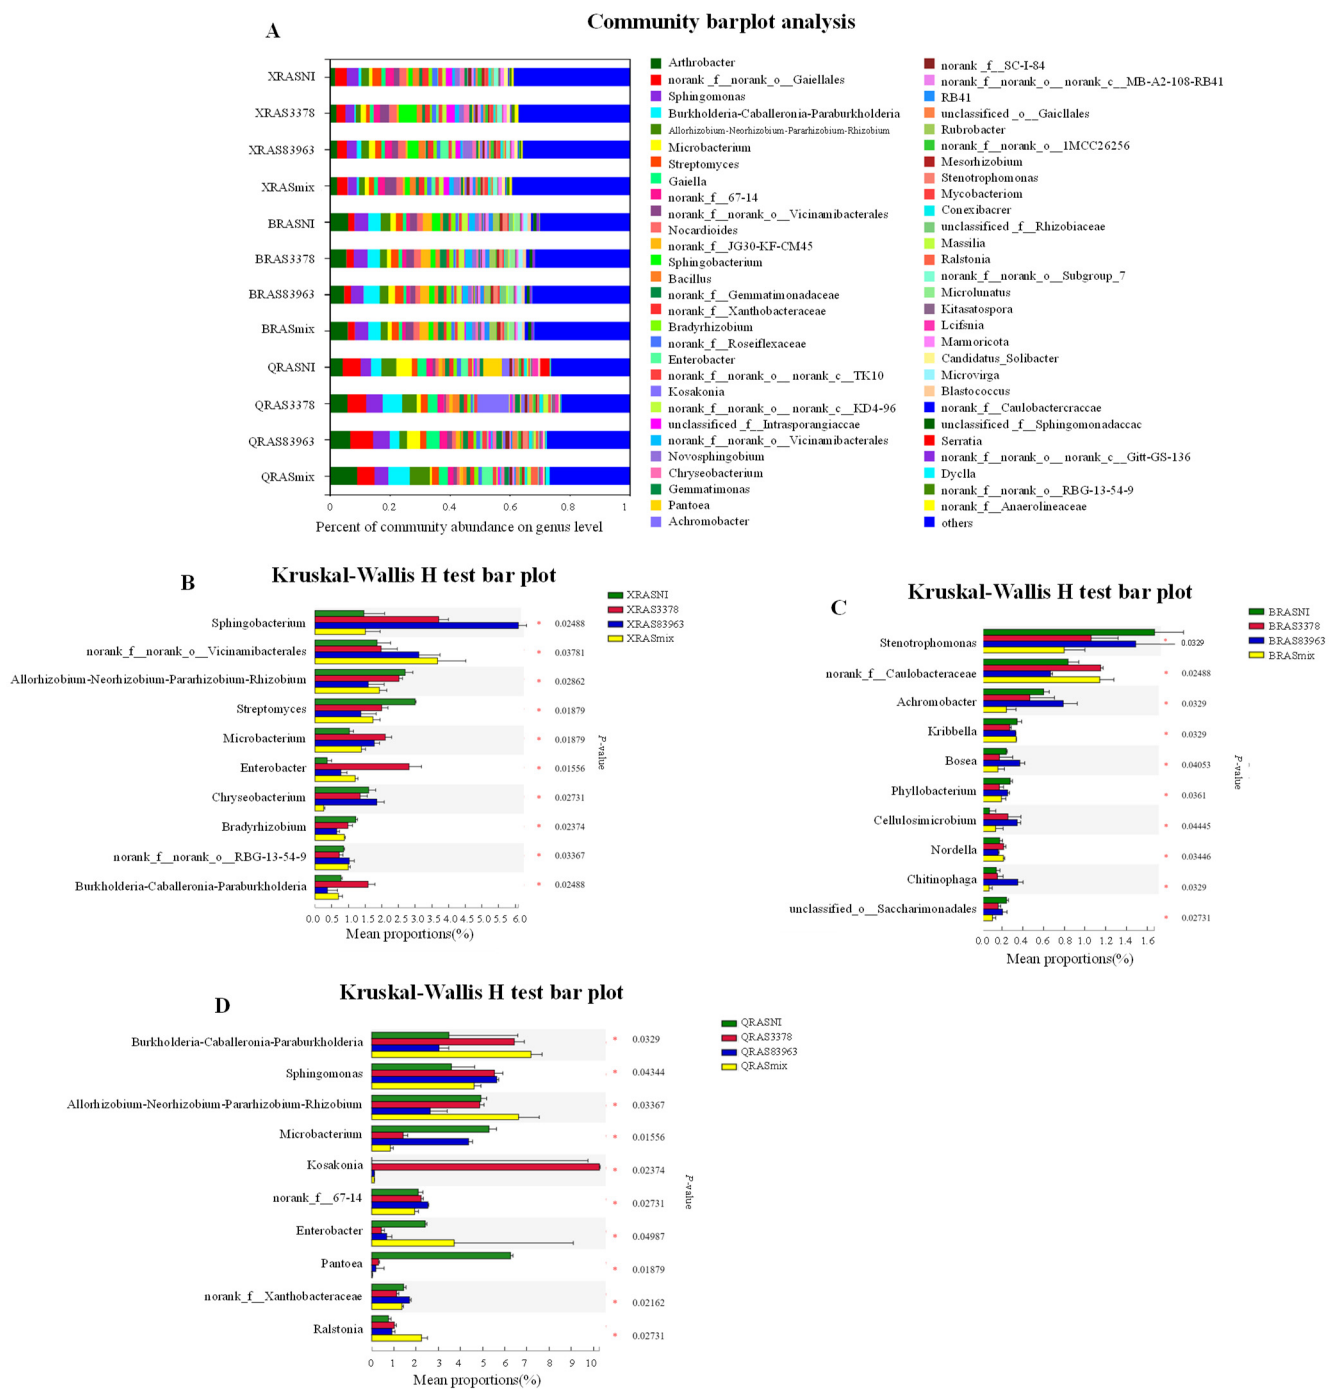 Community barplot analysis
A
XRASNI
XRAS3378
XRAS83963
XRASmix
BRASNI
BRAS3378
BRAS83963
BRASmix
QRASNI
QRAS3378
QRAS83963
QRASmix
0 0.2 0.4 0.6 0.8 1
Percent of community abundance on genus level
Arthrobacter
norank_f__norank_o__Gaiellales
Sphingomonas
Burkholderia-Caballeronia-Paraburkholderia
Allorhizobium-Neorhizobium-Pararhizobium-Rhizobium
Microbacterium
Streptomyces
Gaiella
norank_f__67-14
norank_f__norank_o__Vicinamibacterales
Nocardioides
norank_f__JG30-KF-CM45
Sphingobacterium
Bacillus
norank_f__Gemmatimonadaceae
norank_f__Xanthobacteraceae
Bradyrhizobium
norank_f__Roseiflexaceae
Enterobacter
norank_f__norank_o__ norank_c__TK10
Kosakonia
norank_f__norank_o__ norank_c__KD4-96
unclassificed _f__Intrasporangiaccae
norank_f__norank_o__Vicinamibacterales
Novosphingobium
Chryseobacterium
Gemmatimonas
Pantoea
Achromobacter
norank _f__SC-I-84
norank_f__norank_o__norank_c__MB-A2-108-RB41
RB41
unclassificed _o__Gaicllales
Rubrobacter
norank_f__norank_o__1MCC26256
Mesorhizobium
Stenotrophomonas
Mycobacteriom
Conexibacrer
unclassificed _f__Rhizobiaceae
Massilia
Ralstonia
norank_f__norank_o__Subgroup_7
Microlunatus
Kitasatospora
Lcifsnia
Marmoricota
Candidatus_Solibacter
Microvirga
Blastococcus
norank_f__Caulobactercraccae
unclassificed_f__Sphingomonadaccac
Serratia
norank_f__norank_o__norank_c__Gitt-GS-136
Dyclla
norank_f__norank_o__RBG-13-54-9
norank_f__Anaerolineaceae
others
B
Kruskal-Wallis H test bar plot
XRASNI
XRAS3378
XRAS83963
XRASmix
Sphingobacterium * 0.02488
norank_f__norank_o__Vicinamibacterales * 0.03781
Allorhizobium-Neorhizobium-Pararhizobium-Rhizobium * 0.02862
Streptomyces * 0.01879
Microbacterium * 0.01879
Enterobacter * 0.01556
Chryseobacterium * 0.02731
Bradyrhizobium * 0.02374
norank_f__norank_o__RBG-13-54-9 * 0.03367
Burkholderia-Caballeronia-Paraburkholderia * 0.02488
P-value
0.0 0.5 1.0 1.5 2.0 2.5 3.0 3.5 4.0 4.5 5.0 5.5 6.0
Mean proportions(%)
C
Kruskal-Wallis H test bar plot
BRASNI
BRAS3378
BRAS83963
BRASmix
Stenotrophomonas * 0.0329
norank_f__Caulobacteraceae * 0.02488
Achromobacter * 0.0329
Kribbella * 0.0329
Bosea * 0.04053
Phyllobacterium * 0.0361
Cellulosimicrobium * 0.04445
Nordella * 0.03446
Chitinophaga * 0.0329
unclassified_o__Saccharimonadales * 0.02731
P-value
0.0 0.2 0.4 0.6 0.8 1.0 1.2 1.4 1.6
Mean proportions(%)
D
Kruskal-Wallis H test bar plot
QRASNI
QRAS3378
QRAS83963
QRASmix
Burkholderia-Caballeronia-Paraburkholderia * 0.0329
Sphingomonas * 0.04344
Allorhizobium-Neorhizobium-Pararhizobium-Rhizobium * 0.03367
Microbacterium * 0.01556
Kosakonia * 0.02374
norank_f__67-14 * 0.02731
Enterobacter * 0.04987
Pantoea * 0.01879
norank_f__Xanthobacteraceae * 0.02162
Ralstonia * 0.02731
P-value
0 1 2 3 4 5 6 7 8 9 10
Mean proportions(%)